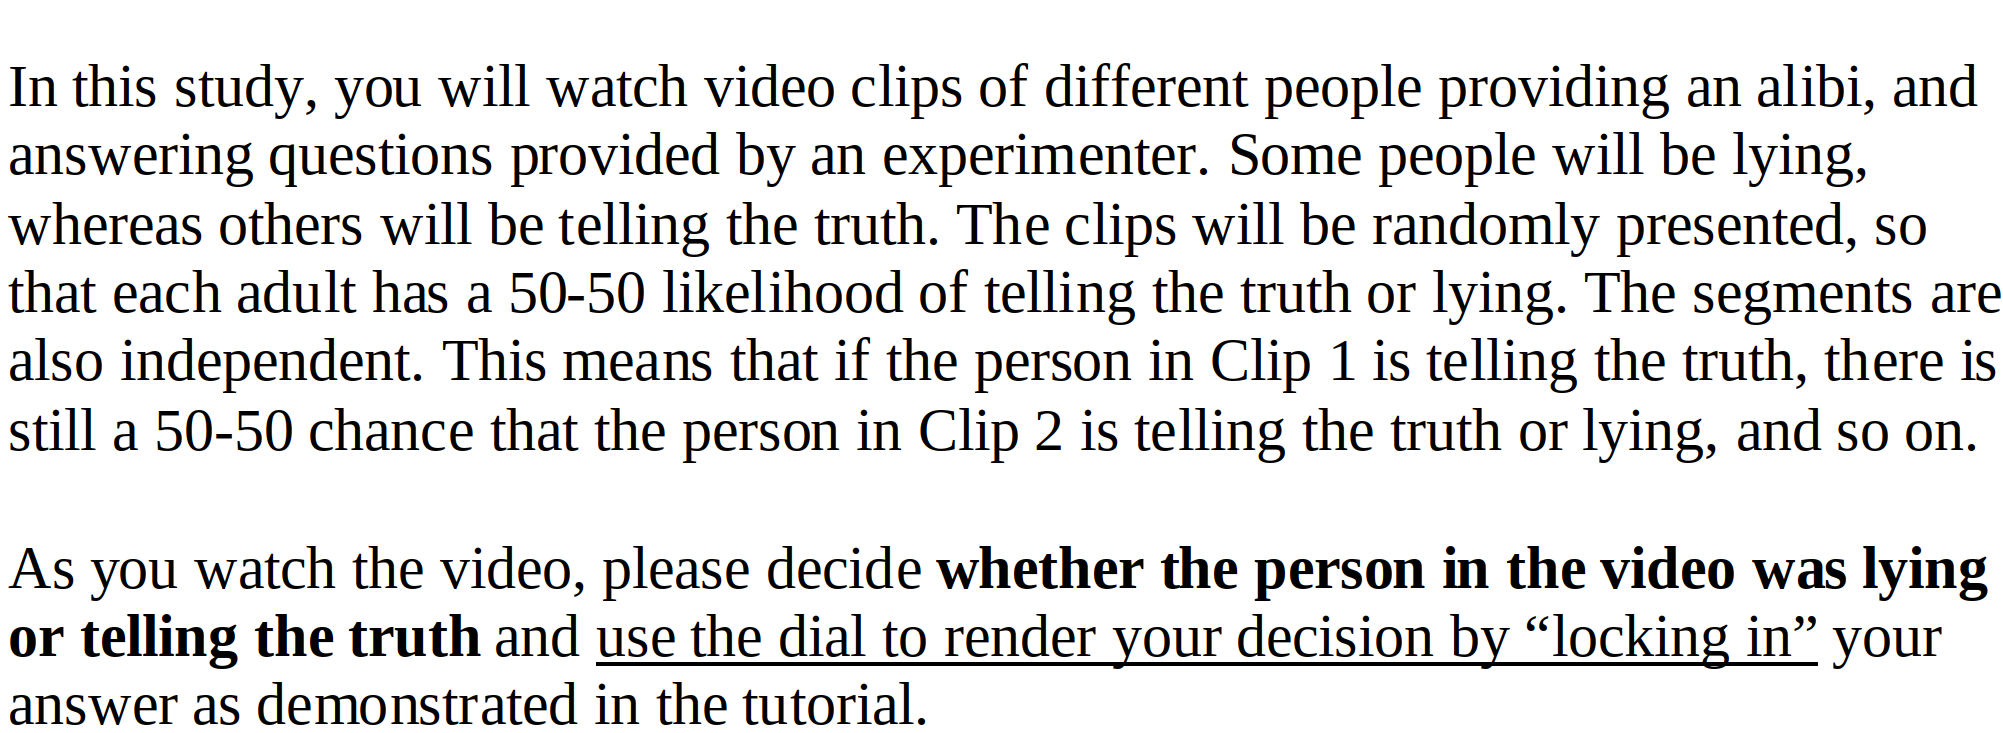 In this study, you will watch video clips of different people providing an alibi, and
answering questions provided by an experimenter. Some people will be lying,
whereas others will be telling the truth. The clips will be randomly presented, so
that each adult has a 50-50 likelihood of telling the truth or lying. The segments are
also independent. This means that if the person in Clip 1 is telling the truth, there is
still a 50-50 chance that the person in Clip 2 is telling the truth or lying, and so on.
As you watch the video, please decide whether the person in the video was lying
or telling the truth and use the dial to render your decision by “locking in” your
answer as demonstrated in the tutorial.